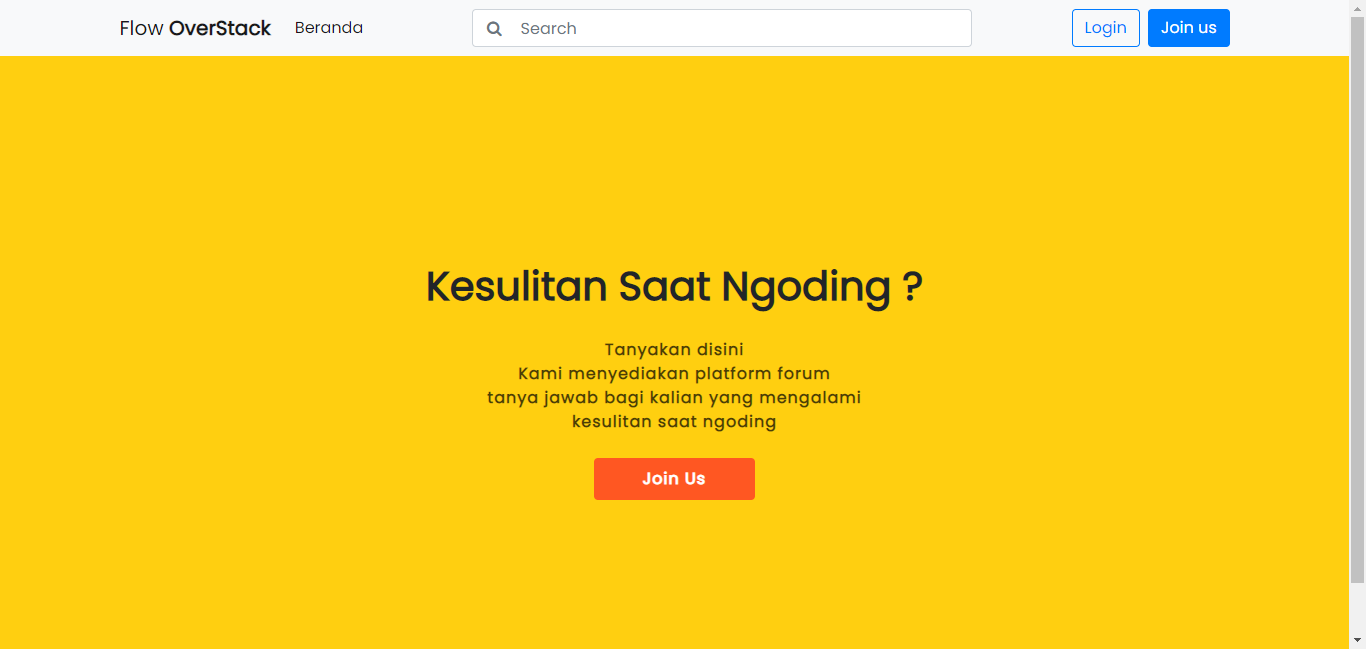 Flow OverStack Beranda Search Login Join us
Kesulitan Saat Ngoding ?
Tanyakan disini
Kami menyediakan platform forum
tanya jawab bagi kalian yang mengalami
kesulitan saat ngoding
Join Us